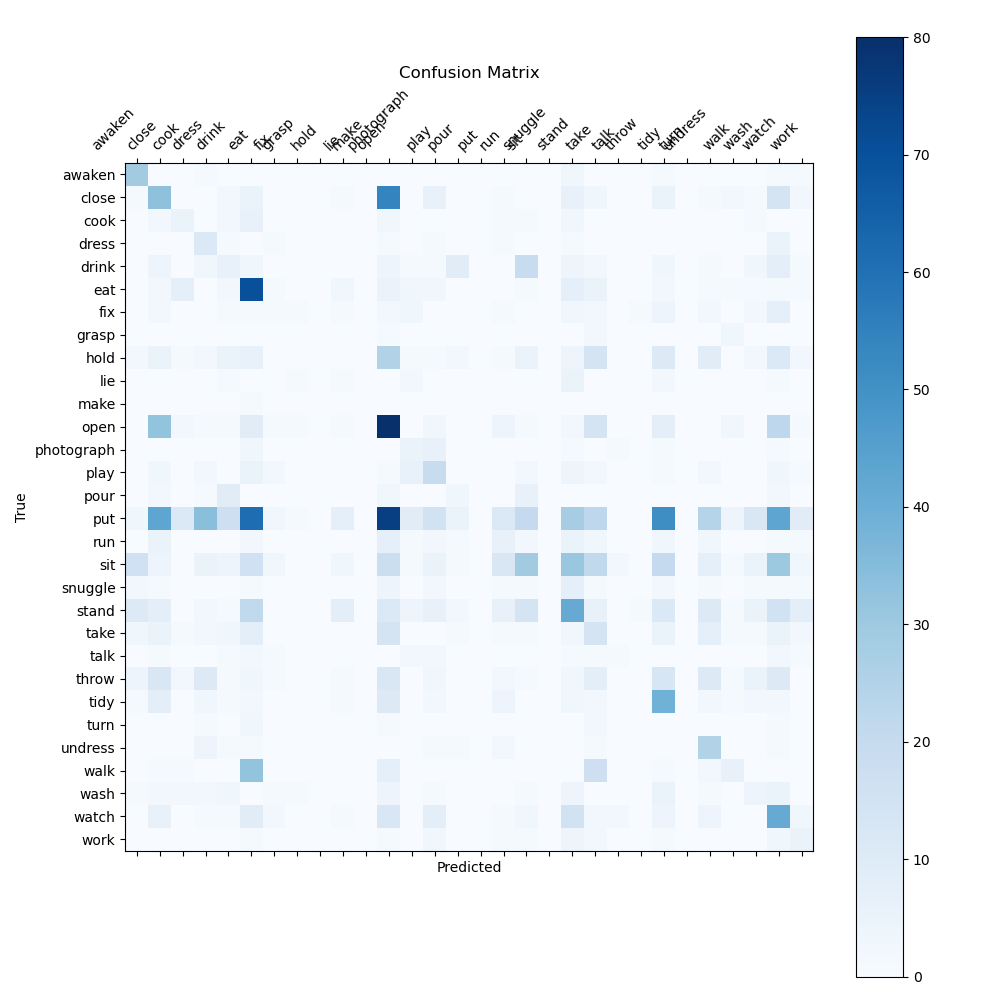 Confusion Matrix
awaken
close
cook
dress
drink
eat
fix
grasp
hold
lie
make
photograph
open
play
pour
put
run
snuggle
sit
stand
take
talk
throw
tidy
turn
undress
walk
wash
watch
work
awaken
close
cook
dress
drink
eat
fix
grasp
hold
lie
make
open
photograph
play
pour
put
run
sit
snuggle
stand
take
talk
throw
tidy
turn
undress
walk
wash
watch
work
True
Predicted
80
70
60
50
40
30
20
10
0